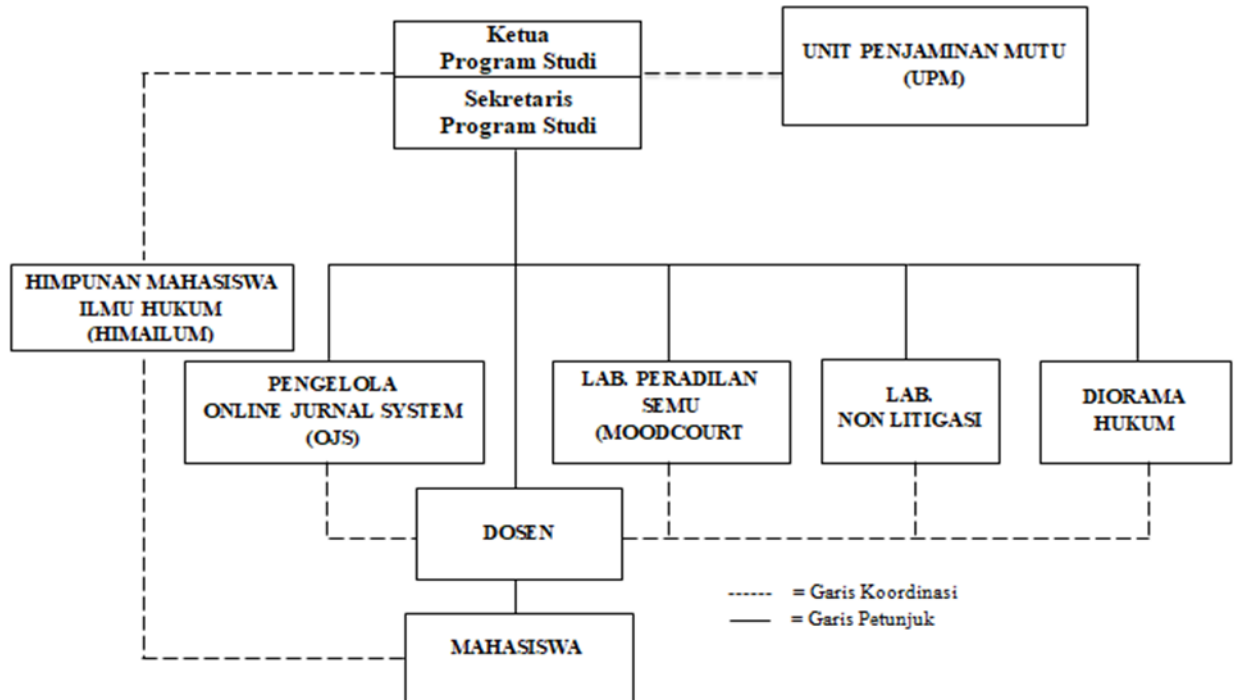 Ketua
Program Studi
Sekretaris
Program Studi
UNIT PENJAMINAN MUTU
(UPM)
HIMPUNAN MAHASISWA
ILMU HUKUM
(HIMAILUM)
PENGELOLA
ONLINE JURNAL SYSTEM
(OJS)
LAB. PERADILAN
SEMU
(MOODCOURT
LAB.
NON LITIGASI
DIORAMA
HUKUM
DOSEN
MAHASISWA
------ = Garis Koordinasi
—— = Garis Petunjuk